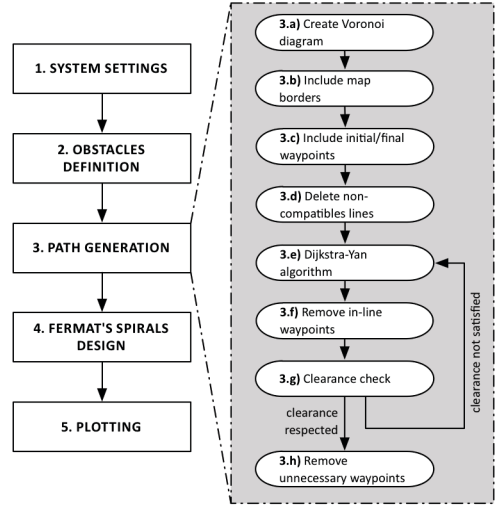 1. SYSTEM SETTINGS
2. OBSTACLES
DEFINITION
3. PATH GENERATION
4. FERMAT'S SPIRALS
DESIGN
5. PLOTTING
3.a) Create Voronoi
diagram
3.b) Include map
borders
3.c) Include initial/final
waypoints
3.d) Delete non-
compatibles lines
3.e) Dijkstra-Yan
algorithm
3.f) Remove in-line
waypoints
3.g) Clearance check
clearance
respected
clearance not satisfied
3.h) Remove
unnecessary waypoints